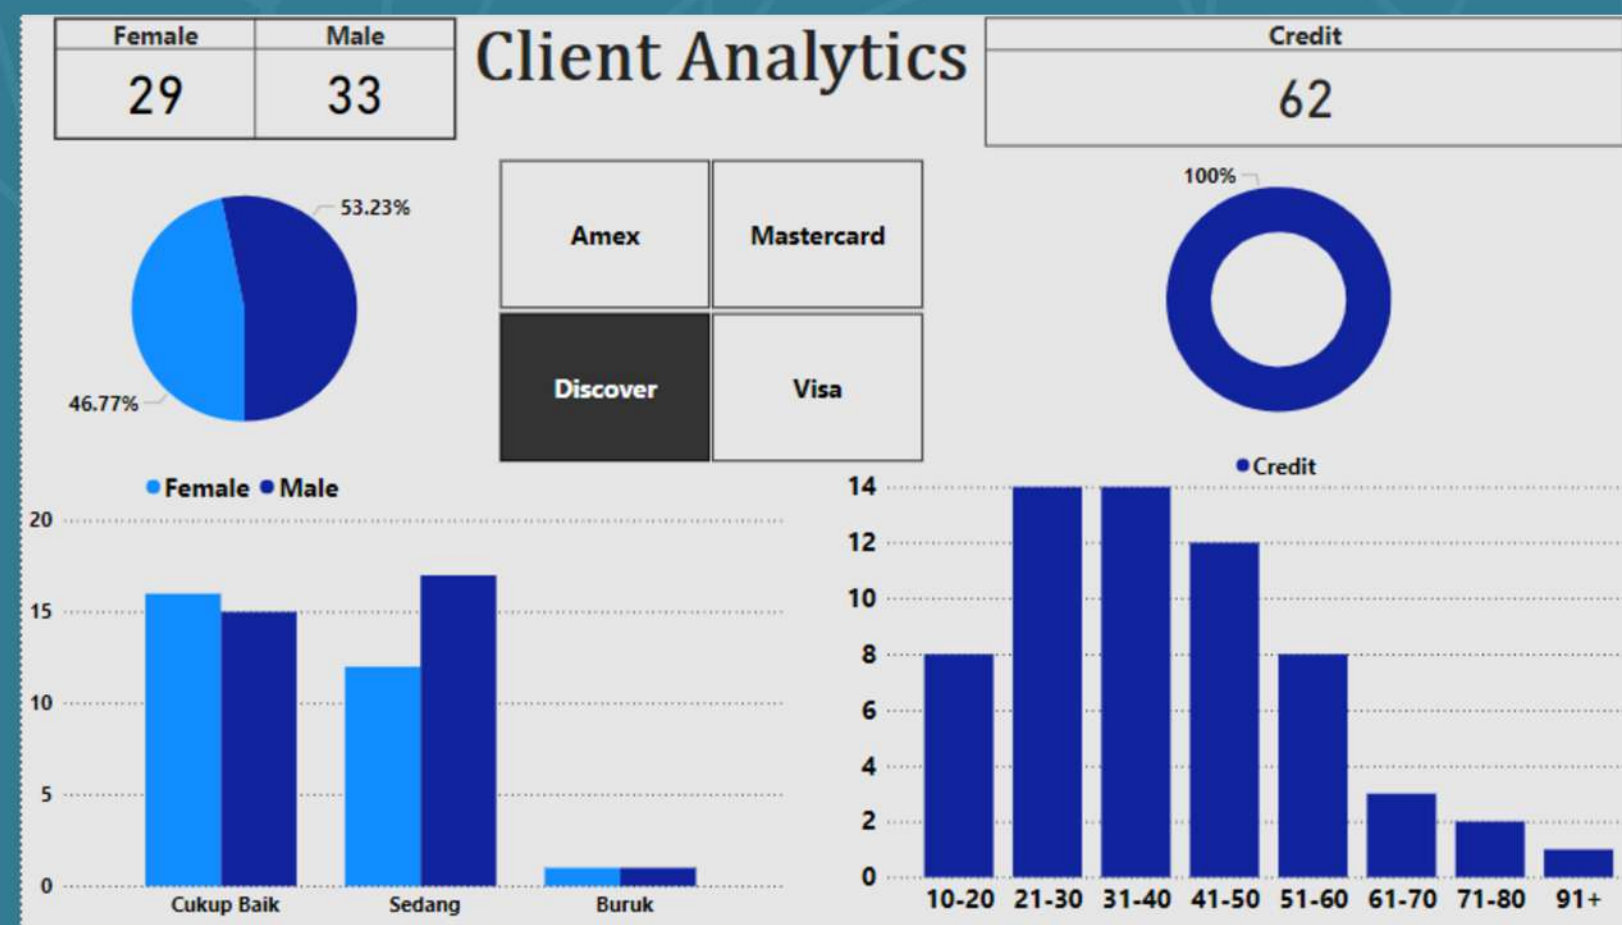 Female Male
29 33
Client Analytics
Credit
62
53.23%
46.77%
Female Male
Amex Mastercard
Discover Visa
100%
Credit
20
15
10
5
0
Cukup Baik Sedang Buruk
14
12
10
8
6
4
2
0
10-20 21-30 31-40 41-50 51-60 61-70 71-80 91+